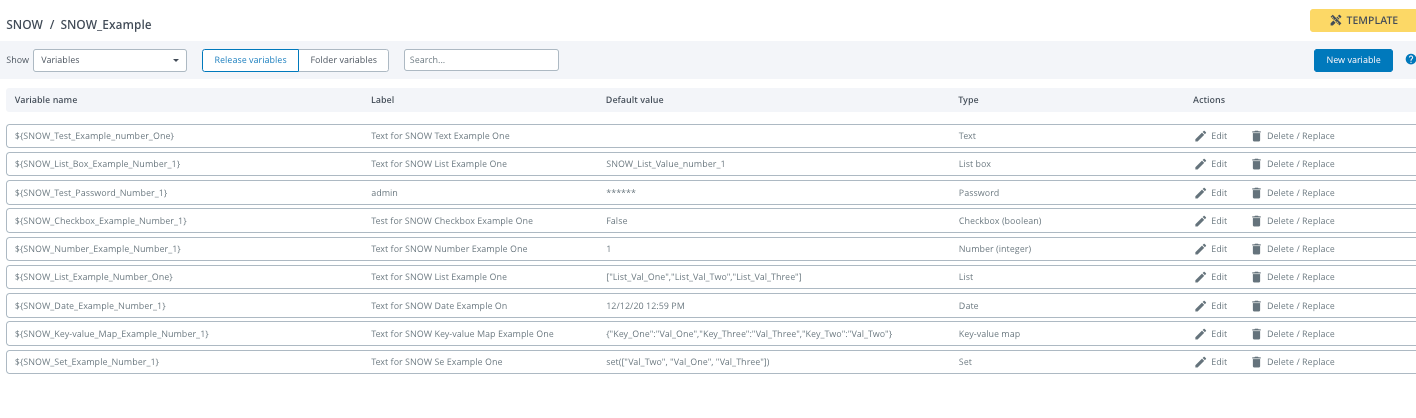 SNOW / SNOW_Example
TEMPLATE
Show Variables Release variables Folder variables Search... New variable ?
Variable name Label Default value Type Actions
${SNOW_Test_Example_number_One} Text for SNOW Text Example One Text Edit Delete / Replace
${SNOW_List_Box_Example_Number_1} Text for SNOW List Example One SNOW_List_Value_number_1 List box Edit Delete / Replace
${SNOW_Test_Password_Number_1} admin ****** Password Edit Delete / Replace
${SNOW_Checkbox_Example_Number_1} Test for SNOW Checkbox Example One False Checkbox (boolean) Edit Delete / Replace
${SNOW_Number_Example_Number_1} Text for SNOW Number Example One 1 Number (integer) Edit Delete / Replace
${SNOW_List_Example_Number_One} Text for SNOW List Example One ["List_Val_One","List_Val_Two","List_Val_Three"] List Edit Delete / Replace
${SNOW_Date_Example_Number_1} Text for SNOW Date Example On 12/12/20 12:59 PM Date Edit Delete / Replace
${SNOW_Key-value_Map_Example_Number_1} Text for SNOW Key-value Map Example One {"Key_One":"Val_One","Key_Three":"Val_Three","Key_Two":"Val_Two"} Key-value map Edit Delete / Replace
${SNOW_Set_Example_Number_1} Text for SNOW Se Example One set(["Val_Two", "Val_One", "Val_Three"]) Set Edit Delete / Replace